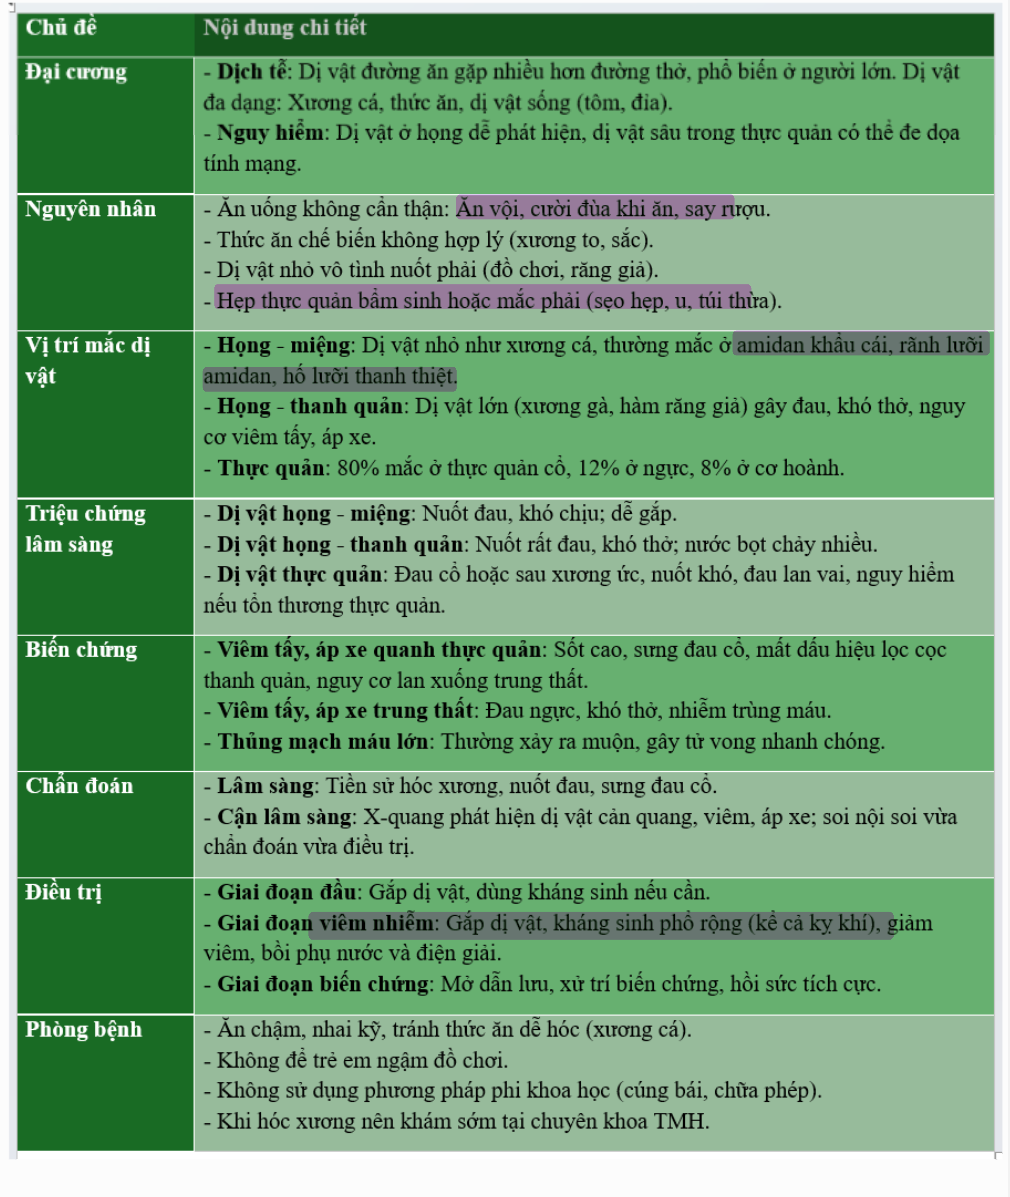 Chủ đề
Nội dung chi tiết
Đại cương
- Dịch tễ: Dị vật đường ăn gặp nhiều hơn đường thở, phổ biến ở người lớn. Dị vật
đa dạng: Xương cá, thức ăn, dị vật sống (tôm, đỉa).
- Nguy hiểm: Dị vật ở họng dễ phát hiện, dị vật sâu trong thực quản có thể đe dọa
tính mạng.
Nguyên nhân
- Ăn uống không cẩn thận: Ăn vội, cười đùa khi ăn, say rượu.
- Thức ăn chế biến không hợp lý (xương to, sắc).
- Dị vật nhỏ vô tình nuốt phải (đồ chơi, răng giả).
- Hẹp thực quản bẩm sinh hoặc mắc phải (sẹo hẹp, u, túi thừa).
Vị trí mắc dị
vật
- Họng - miệng: Dị vật nhỏ như xương cá, thường mắc ở amidan khẩu cái, rãnh lưỡi
amidan, hố lưỡi thanh thiệt.
- Họng - thanh quản: Dị vật lớn (xương gà, hàm răng giả) gây đau, khó thở, nguy
cơ viêm tấy, áp xe.
- Thực quản: 80% mắc ở thực quản cổ, 12% ở ngực, 8% ở cơ hoành.
Triệu chứng
lâm sàng
- Dị vật họng - miệng: Nuốt đau, khó chịu; dễ gắp.
- Dị vật họng - thanh quản: Nuốt rất đau, khó thở; nước bọt chảy nhiều.
- Dị vật thực quản: Đau cổ hoặc sau xương ức, nuốt khó, đau lan vai, nguy hiểm
nếu tổn thương thực quản.
Biến chứng
- Viêm tấy, áp xe quanh thực quản: Sốt cao, sưng đau cổ, mất dấu hiệu lọc cọc
thanh quản, nguy cơ lan xuống trung thất.
- Viêm tấy, áp xe trung thất: Đau ngực, khó thở, nhiễm trùng máu.
- Thủng mạch máu lớn: Thường xảy ra muộn, gây tử vong nhanh chóng.
Chẩn đoán
- Lâm sàng: Tiền sử hóc xương, nuốt đau, sưng đau cổ.
- Cận lâm sàng: X-quang phát hiện dị vật cản quang, viêm, áp xe; soi nội soi vừa
chẩn đoán vừa điều trị.
Điều trị
- Giai đoạn đầu: Gắp dị vật, dùng kháng sinh nếu cần.
- Giai đoạn viêm nhiễm: Gắp dị vật, kháng sinh phổ rộng (kể cả kỵ khí), giảm
viêm, bồi phụ nước và điện giải.
- Giai đoạn biến chứng: Mở dẫn lưu, xử trí biến chứng, hồi sức tích cực.
Phòng bệnh
- Ăn chậm, nhai kỹ, tránh thức ăn dễ hóc (xương cá).
- Không để trẻ em ngậm đồ chơi.
- Không sử dụng phương pháp phi khoa học (cúng bái, chữa phép).
- Khi hóc xương nên khám sớm tại chuyên khoa TMH.